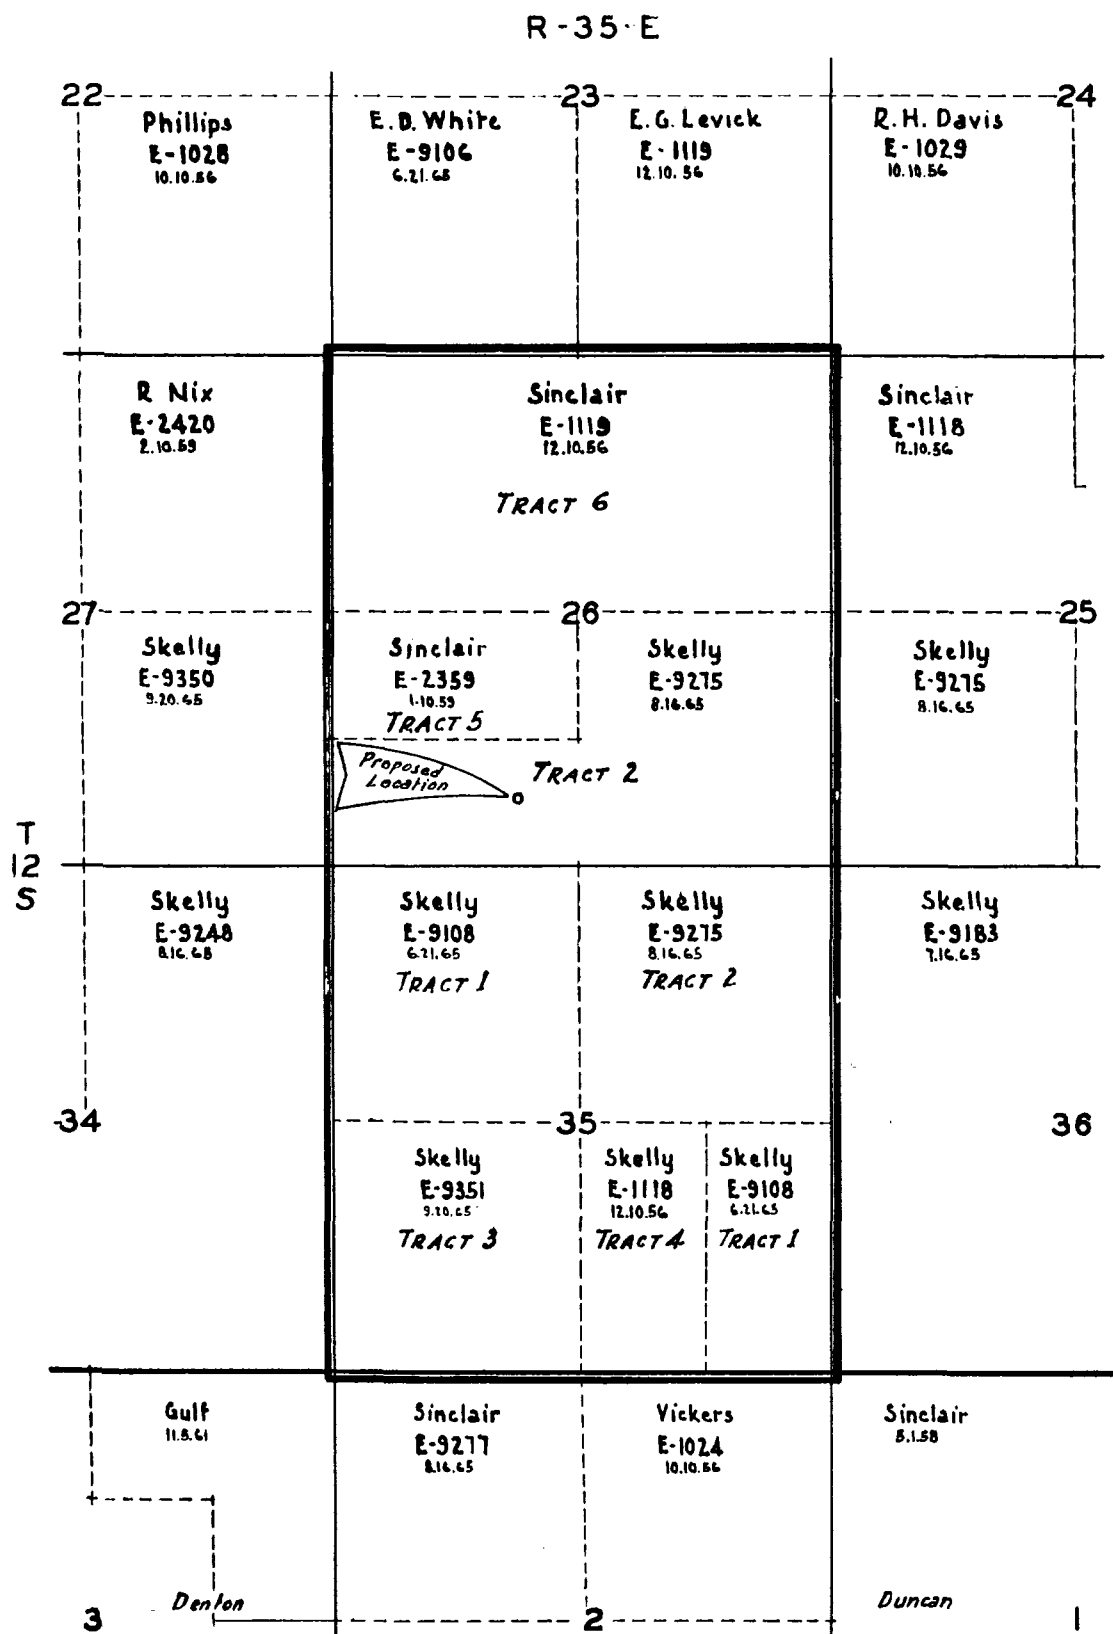 R-35-E
22
23
24
Phillips
E-1028
10.10.56
E.D. White
E-9106
6.21.65
E.G. Levick
E-1119
12.10.56
R.H. Davis
E-1029
10.10.56
R Nix
E-2420
2.10.59
Sinclair
E-1119
12.10.56
TRACT 6
Sinclair
E-1118
12.10.56
27
26
25
Skelly
E-9350
9.20.65
Sinclair
E-2359
1-10.59
TRACT 5
Skelly
E-9275
8.16.65
Skelly
E-9275
8.16.65
Proposed
Location
TRACT 2
T
12
S
Skelly
E-9248
8.16.65
Skelly
E-9108
6.21.65
TRACT 1
Skelly
E-9275
8.16.65
TRACT 2
Skelly
E-9183
7.16.65
34
35
36
Skelly
E-9351
9.20.65
TRACT 3
Skelly
E-1118
12.10.56
TRACT 4
Skelly
E-9108
6.21.65
TRACT 1
Gulf
11.5.61
Sinclair
E-9277
8.16.65
Vickers
E-1024
10.10.56
Sinclair
5.1.58
Denton
Duncan
3
2
1